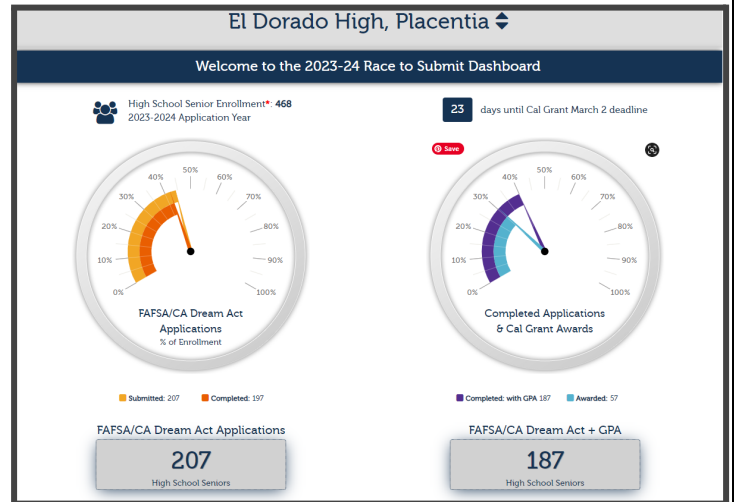 El Dorado High, Placentia
Welcome to the 2023-24 Race to Submit Dashboard
High School Senior Enrollment*: 468
2023-2024 Application Year
23 days until Cal Grant March 2 deadline
Save
0%
10%
20%
30%
40%
50%
60%
70%
80%
90%
100%
FAFSA/CA Dream Act
Applications
% of Enrollment
Submitted: 207 Completed: 197
FAFSA/CA Dream Act Applications
207
High School Seniors
0%
10%
20%
30%
40%
50%
60%
70%
80%
90%
100%
Completed Applications
& Cal Grant Awards
Completed: with GPA 187 Awarded: 57
FAFSA/CA Dream Act + GPA
187
High School Seniors